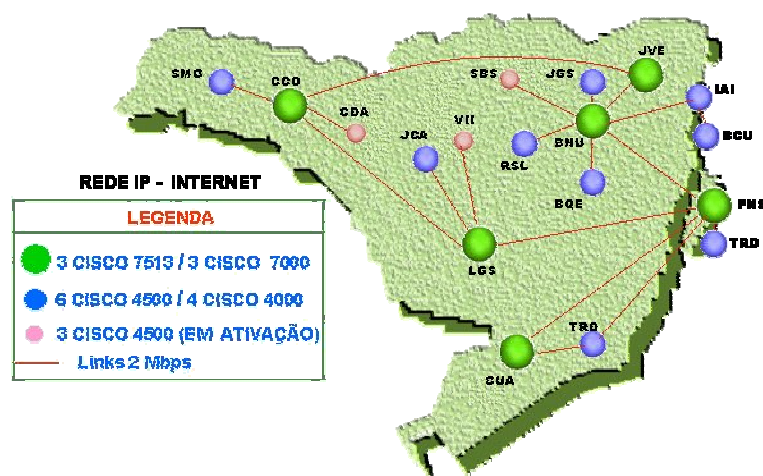 JVE
SMO
CCO
SBS
JGS
IAI
CDA
VII
JCA
BNU
BCU
RSL
BQE
REDE IP - INTERNET
FNS
LEGENDA
TRD
3 CISCO 7513 / 3 CISCO 7000
LGS
6 CISCO 4500 / 4 CISCO 4000
3 CISCO 4500 (EM ATIVAÇÃO)
TRO
Links 2 Mbps
CUA